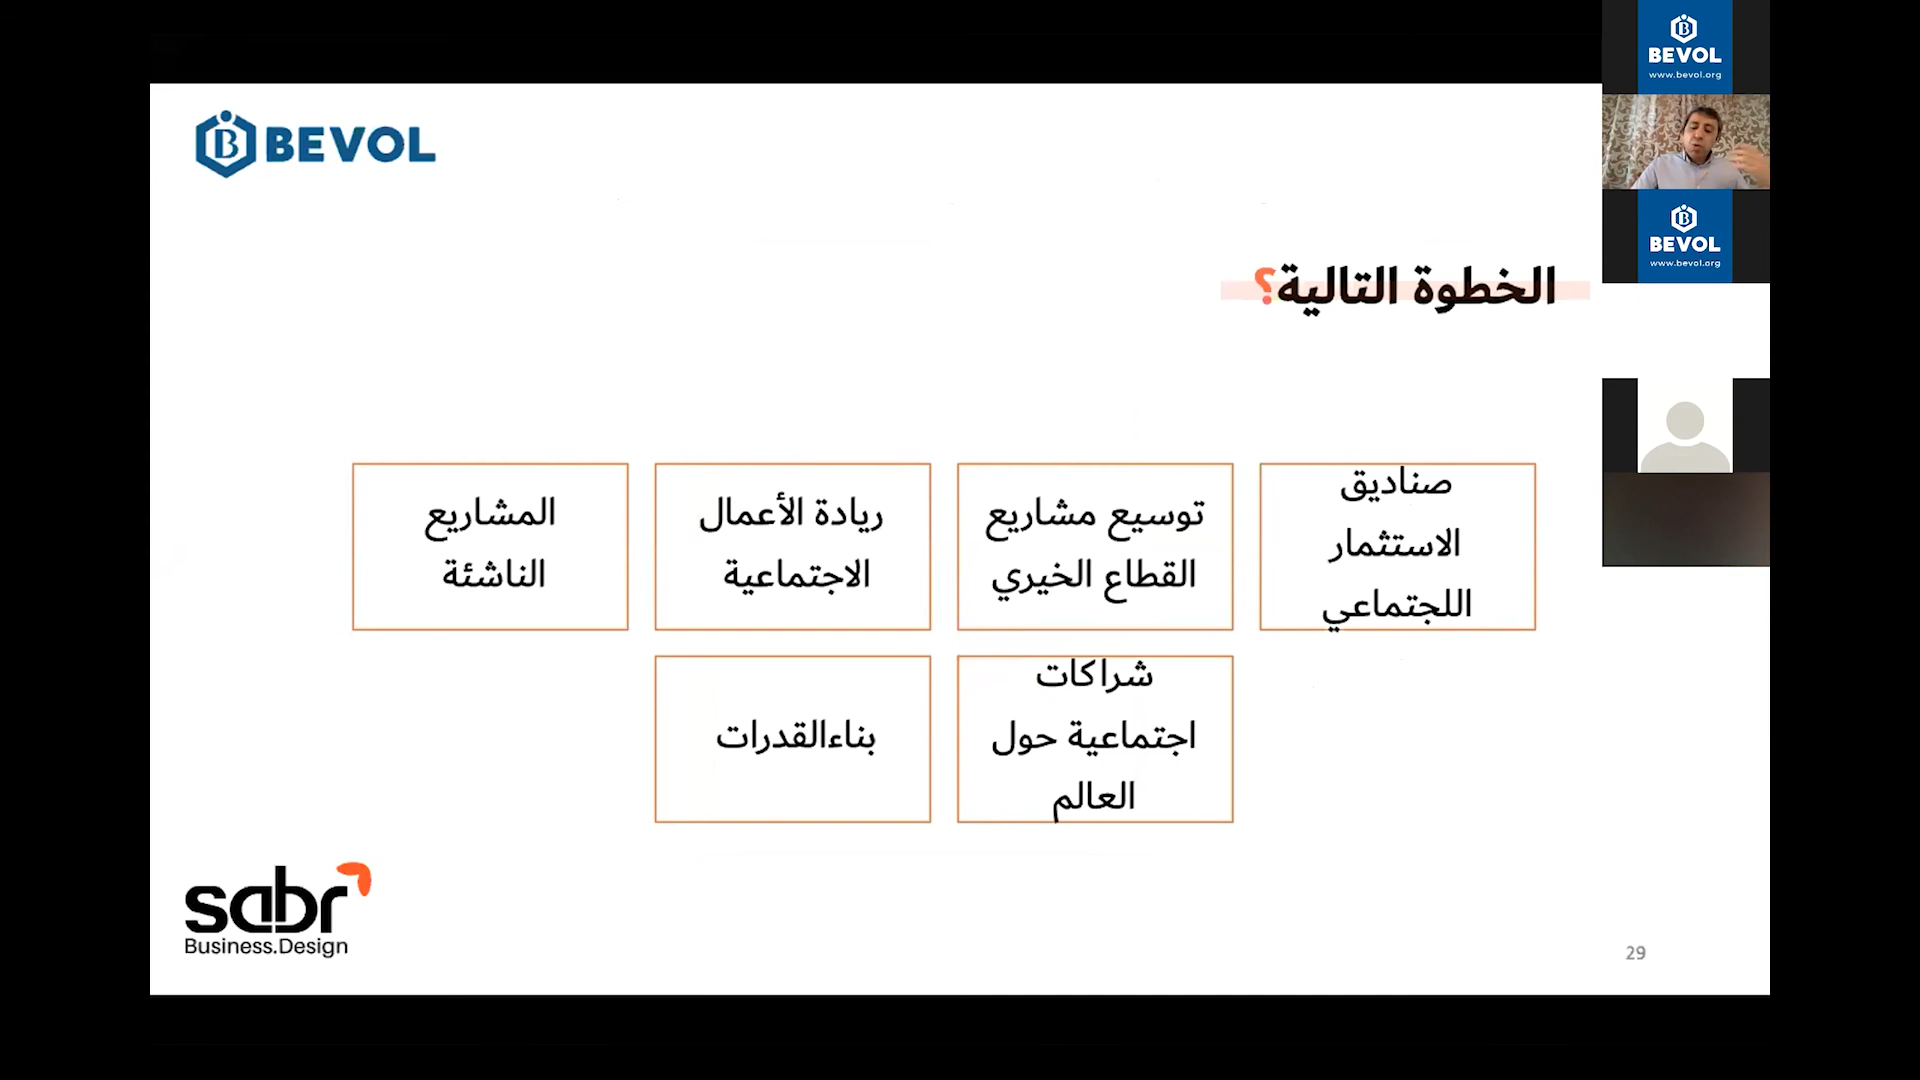 BEVOL
الخطوة التالية؟
صناديق
الاستثمار
اللجتماعي
توسيع مشاريع
القطاع الخيري
ريادة الأعمال
الاجتماعية
المشاريع
الناشئة
شراكات
اجتماعية حول
العالم
بناءالقدرات
sabr
Business.Design
29
BEVOL
www.bevol.org
BEVOL
www.bevol.org